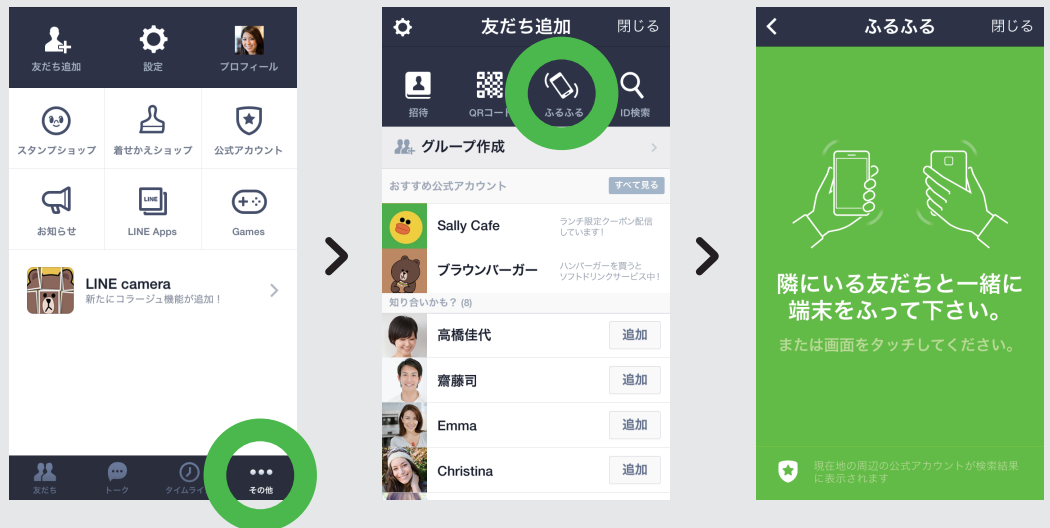 友だち追加
設定
プロフィール
スタンプショップ
着せかえショップ
公式アカウント
お知らせ
LINE
LINE Apps
Games
LINE camera
新たにコラージュ機能が追加！
友だち
トーク
タイムライ
その他
友だち追加
閉じる
招待
QRコード
ふるふる
ID検索
グループ作成
おすすめ公式アカウント
すべて見る
Sally Cafe
ランチ限定クーポン配信
しています！
ブラウンバーガー
ハンバーガーを買うと
ソフトドリンクサービス中！
知り合いかも？ (8)
高橋佳代
追加
齋藤司
追加
Emma
追加
Christina
追加
ふるふる
閉じる
隣にいる友だちと一緒に
端末をふって下さい。
または画面をタッチしてください。
現在地の周辺の公式アカウントが検索結果
に表示されます